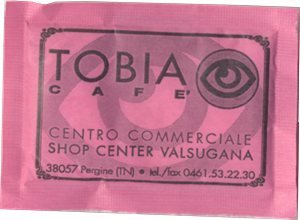 TOBIA
CAFE'
CENTRO COMMERCIALE
SHOP CENTER VALSUGANA
38057 Pergine (TN) • tel./fax 0461.53.22.30